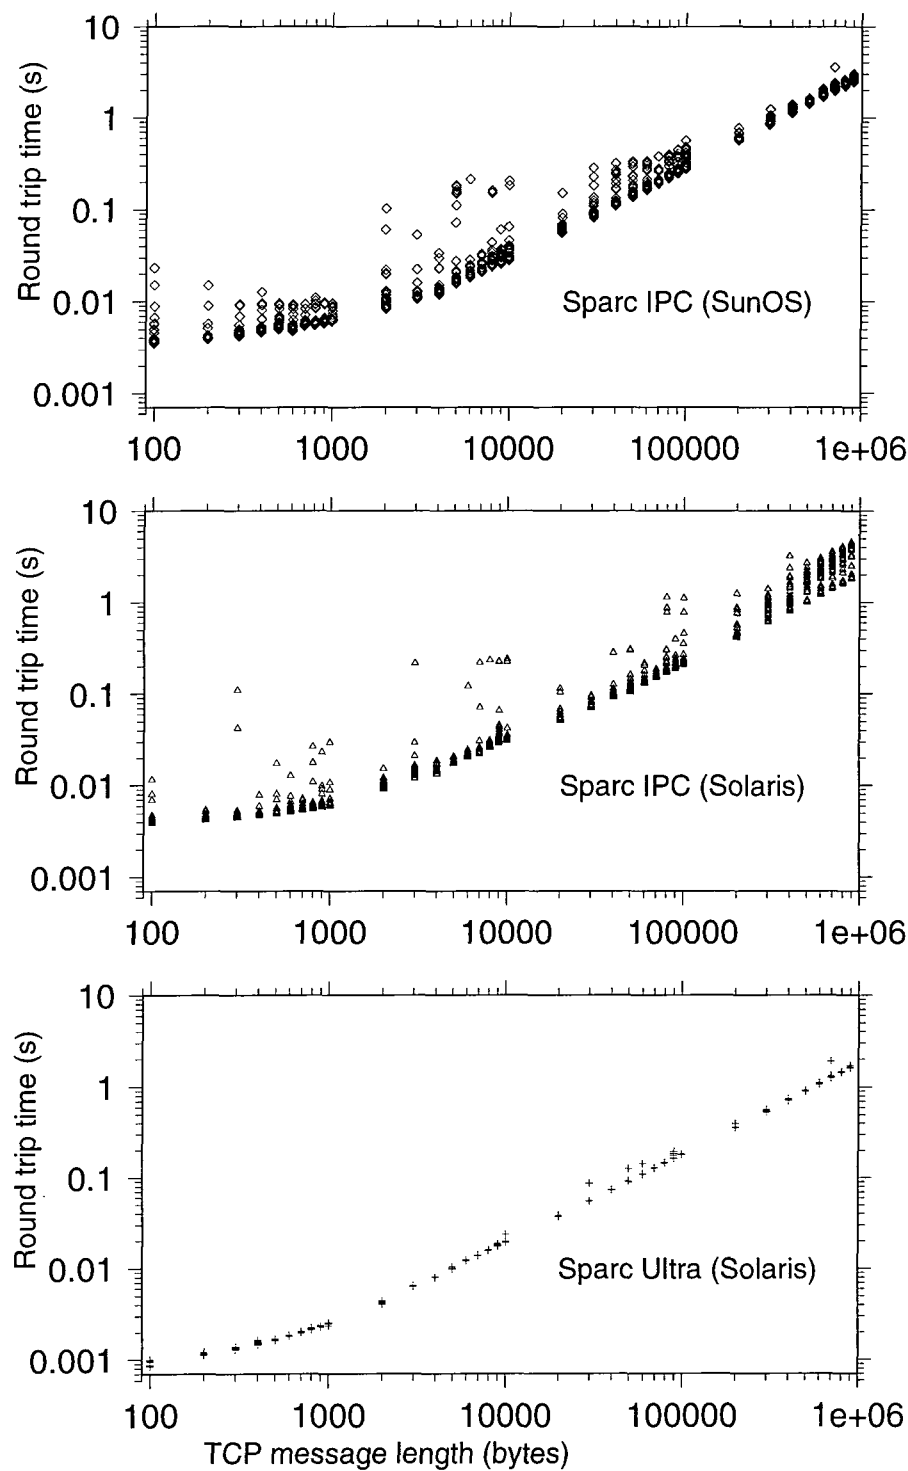 10
1
0.1
0.01
0.001
Round trip time (s)
Sparc IPC (SunOS)
100 1000 10000 100000 1e+06
10
1
0.1
0.01
0.001
Round trip time (s)
Sparc IPC (Solaris)
100 1000 10000 100000 1e+06
10
1
0.1
0.01
0.001
Round trip time (s)
Sparc Ultra (Solaris)
100 1000 10000 100000 1e+06
TCP message length (bytes)